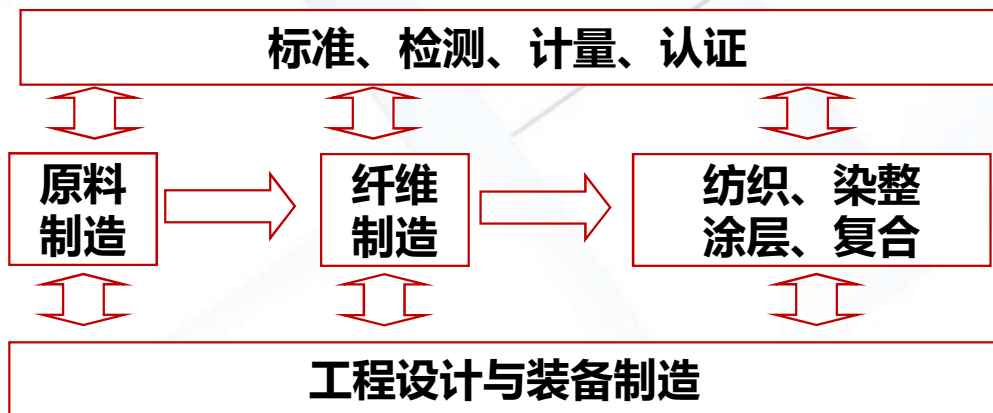 标准、检测、计量、认证
原料
制造
纤维
制造
纺织、染整
涂层、复合
工程设计与装备制造